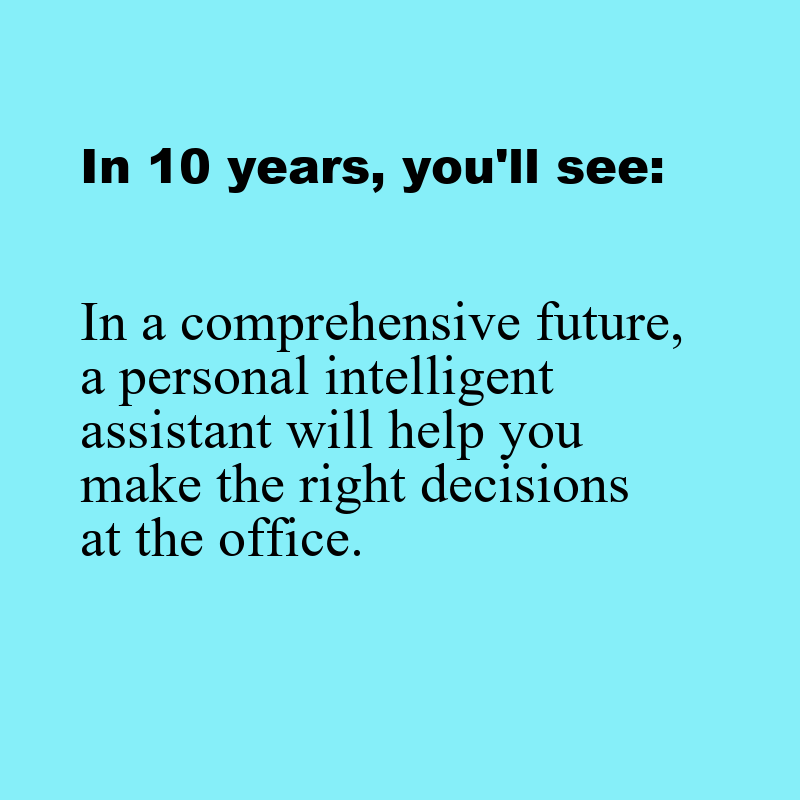 In 10 years, you'll see:
In a comprehensive future,
a personal intelligent
assistant will help you
make the right decisions
at the office.